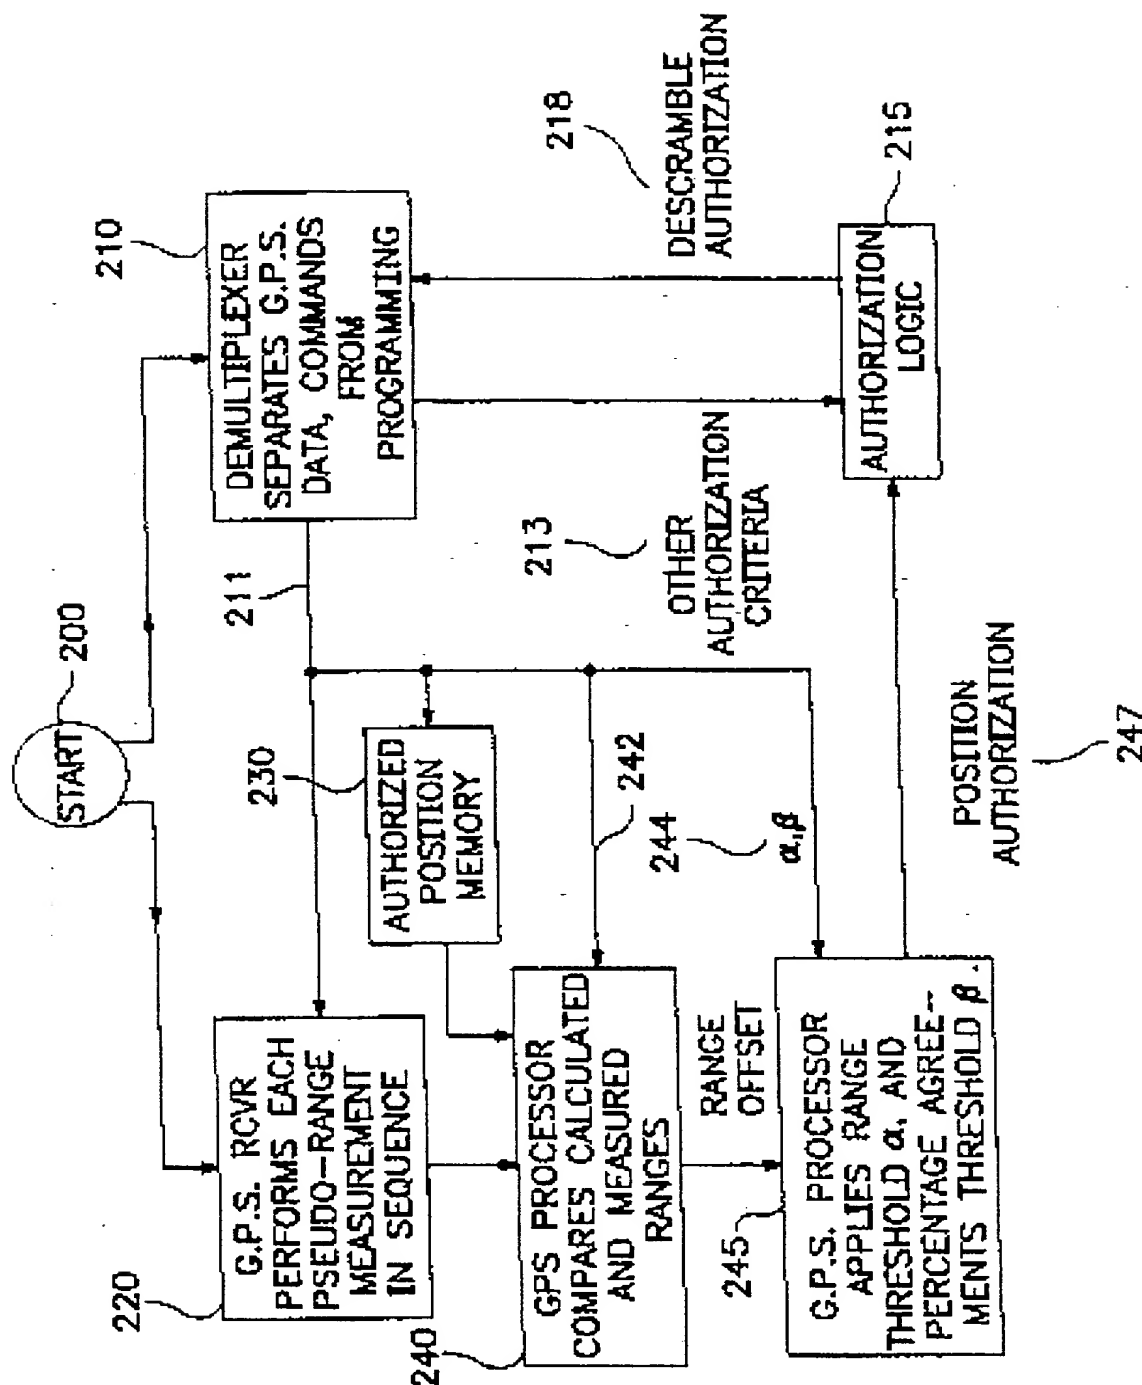 START
200
210
DEMULTIPLEXER
SEPARATES G.P.S.
DATA, COMMANDS
FROM
PROGRAMMING
211
220
G.P.S. RCVR
PERFORMS EACH
PSEUDO-RANGE
MEASUREMENT
IN SEQUENCE
230
AUTHORIZED
POSITION
MEMORY
213
OTHER
AUTHORIZATION
CRITERIA
218
DESCRAMBLE
AUTHORIZATION
240
GPS PROCESSOR
COMPARES CALCULATED
AND MEASURED
RANGES
242
244
α,β
RANGE
OFFSET
245
G.P.S. PROCESSOR
APPLIES RANGE
THRESHOLD α, AND
PERCENTAGE AGREE-
MENTS THRESHOLD β.
215
AUTHORIZATION
LOGIC
POSITION
AUTHORIZATION
247